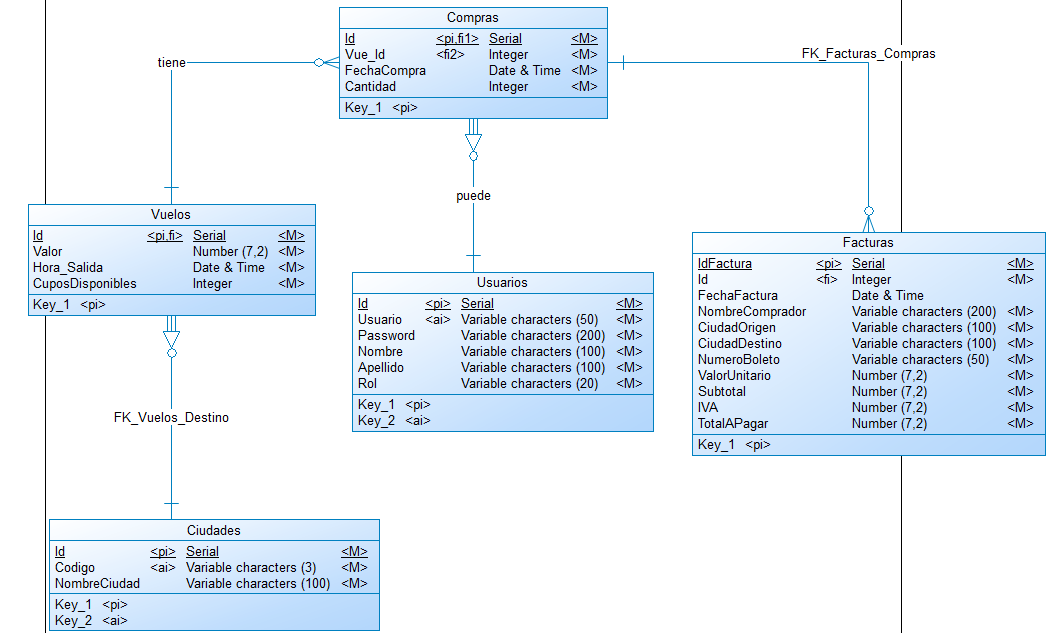 Compras
Id <pi,fi1> Serial <M>
Vue_Id <fi2> Integer <M>
FechaCompra Date & Time <M>
Cantidad Integer <M>
Key_1 <pi>
tiene
FK_Facturas_Compras
puede
Vuelos
Id <pi,fi> Serial <M>
Valor Number (7,2) <M>
Hora_Salida Date & Time <M>
CuposDisponibles Integer <M>
Key_1 <pi>
Usuarios
Id <pi> Serial <M>
Usuario <ai> Variable characters (50) <M>
Password Variable characters (200) <M>
Nombre Variable characters (100) <M>
Apellido Variable characters (100) <M>
Rol Variable characters (20) <M>
Key_1 <pi>
Key_2 <ai>
Facturas
IdFactura <pi> Serial <M>
Id <fi> Integer <M>
FechaFactura Date & Time
NombreComprador Variable characters (200) <M>
CiudadOrigen Variable characters (100) <M>
CiudadDestino Variable characters (100) <M>
NumeroBoleto Variable characters (50) <M>
ValorUnitario Number (7,2) <M>
Subtotal Number (7,2) <M>
IVA Number (7,2) <M>
TotalAPagar Number (7,2) <M>
Key_1 <pi>
FK_Vuelos_Destino
Ciudades
Id <pi> Serial <M>
Codigo <ai> Variable characters (3) <M>
NombreCiudad Variable characters (100) <M>
Key_1 <pi>
Key_2 <ai>